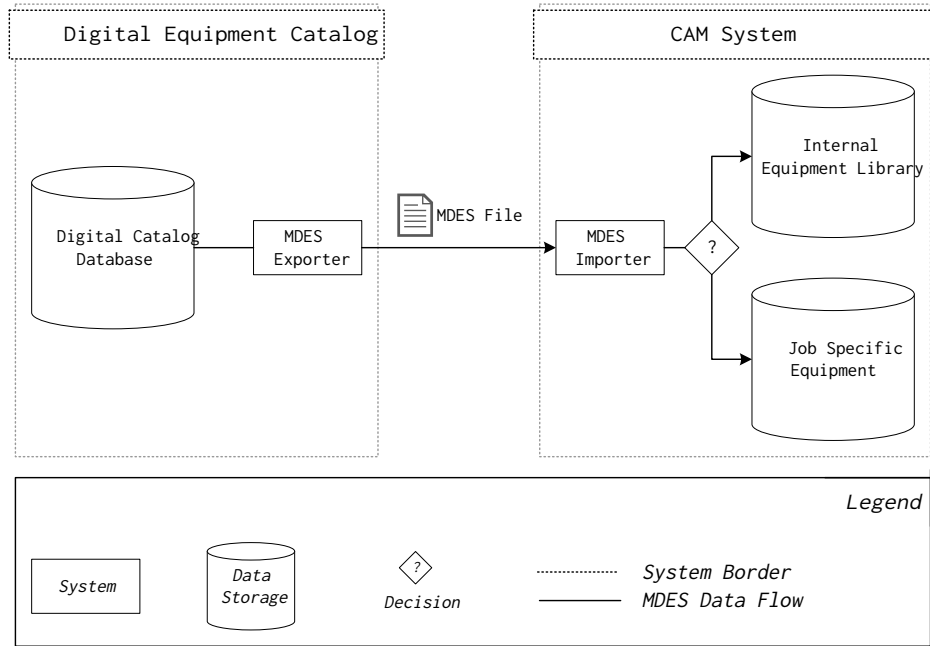 Digital Equipment Catalog
CAM System
Internal
Equipment Library
MDES File
Digital Catalog
Database
MDES
Exporter
MDES
Importer
?
Job Specific
Equipment
Legend
System
Data
Storage
?
Decision
System Border
MDES Data Flow